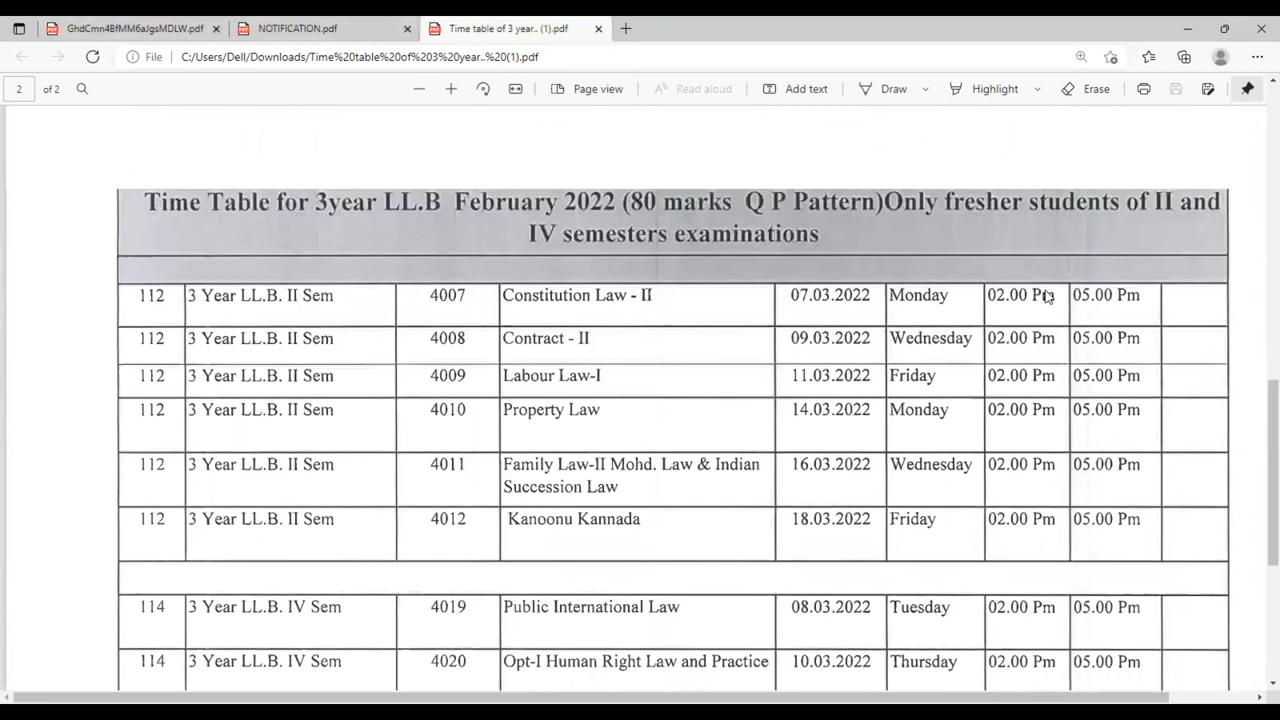 GhdCmn4BfMM6aJgsMDLW.pdf NOTIFICATION.pdf Time table of 3 year.. (1).pdf
File C:/Users/Dell/Downloads/Time%20table%20of%203%20year..%20(1).pdf
2 of 2 Page view Read aloud Add text Draw Highlight Erase
Time Table for 3year LL.B February 2022 (80 marks Q P Pattern)Only fresher students of II and
IV semesters examinations
112 3 Year LL.B. II Sem 4007 Constitution Law - II 07.03.2022 Monday 02.00 Pm 05.00 Pm
112 3 Year LL.B. II Sem 4008 Contract - II 09.03.2022 Wednesday 02.00 Pm 05.00 Pm
112 3 Year LL.B. II Sem 4009 Labour Law-I 11.03.2022 Friday 02.00 Pm 05.00 Pm
112 3 Year LL.B. II Sem 4010 Property Law 14.03.2022 Monday 02.00 Pm 05.00 Pm
112 3 Year LL.B. II Sem 4011 Family Law-II Mohd. Law & Indian 16.03.2022 Wednesday 02.00 Pm 05.00 Pm
Succession Law
112 3 Year LL.B. II Sem 4012 Kanoonu Kannada 18.03.2022 Friday 02.00 Pm 05.00 Pm
114 3 Year LL.B. IV Sem 4019 Public International Law 08.03.2022 Tuesday 02.00 Pm 05.00 Pm
114 3 Year LL.B. IV Sem 4020 Opt-I Human Right Law and Practice 10.03.2022 Thursday 02.00 Pm 05.00 Pm